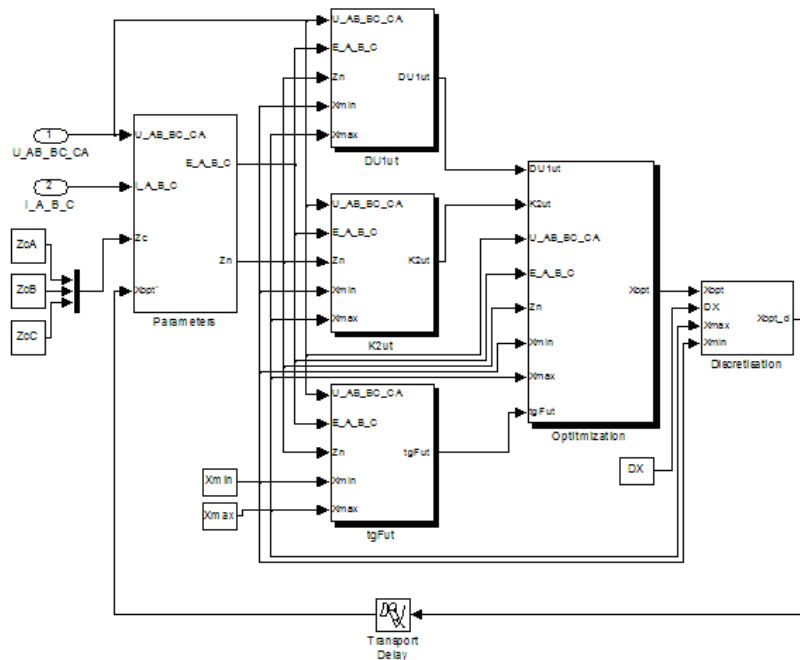 U_AB_BC_CA
E_A_B_C
Zn
Xmin
Xmax
DU1ut
DU1ut
1
U_AB_BC_CA
2
I_A_B_C
ZcA
ZcB
ZcC
U_AB_BC_CA
I_A_B_C
Zc
Xopt'
E_A_B_C
Zn
Parameters
U_AB_BC_CA
E_A_B_C
Zn
Xmin
Xmax
K2ut
K2ut
U_AB_BC_CA
E_A_B_C
Zn
Xmin
Xmax
tgFut
tgFut
Xmin
Xmax
DU1ut
K2ut
U_AB_BC_CA
E_A_B_C
Zn
Xmin
Xmax
tgFut
Xopt
Optitmization
DX
Xopt
DX
Xmax
Xmin
Xopt_d
Discretisation
Transport
Delay